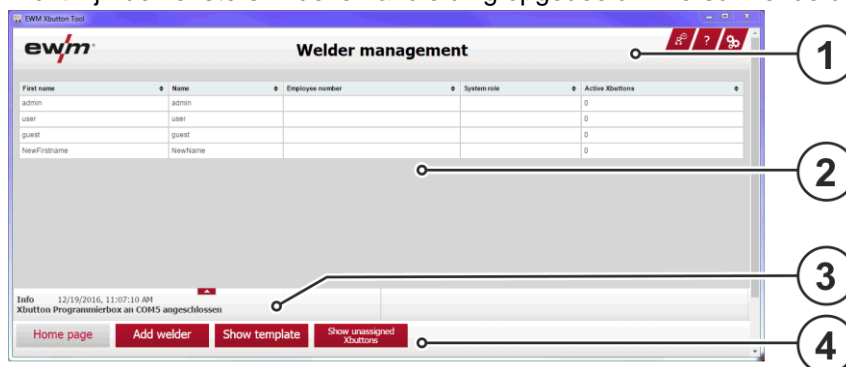 EWM Xbutton Tool
ewm
Welder management
?
1
First name Name Employee number System role Active Xbuttons
admin admin 0
user user 0
guest guest 0
NewFirstname NewName 0
2
3
Info 12/19/2016, 11:07:10 AM
Xbutton Programmierbox an COM5 angeschlossen
Home page Add welder Show template Show unassigned
Xbuttons
4